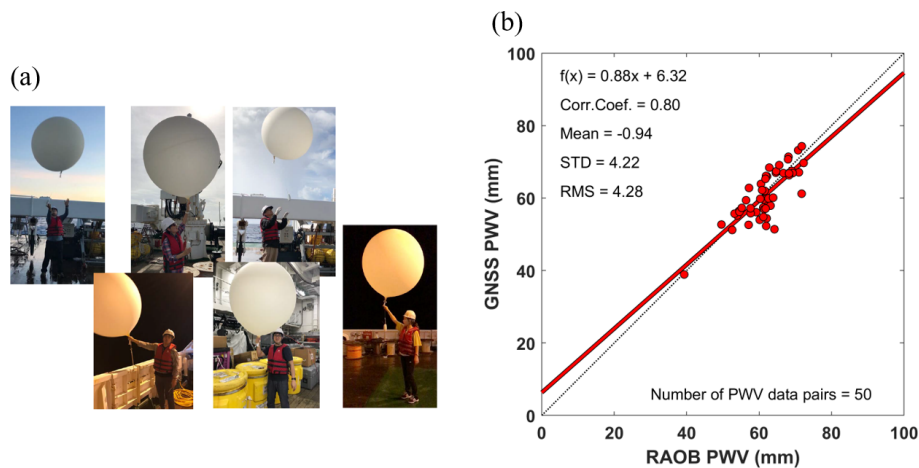 (a)
(b)
f(x) = 0.88x + 6.32
Corr.Coef. = 0.80
Mean = -0.94
STD = 4.22
RMS = 4.28
Number of PWV data pairs = 50
GNSS PWV (mm)
100
80
60
40
20
0
0 20 40 60 80 100
RAOB PWV (mm)